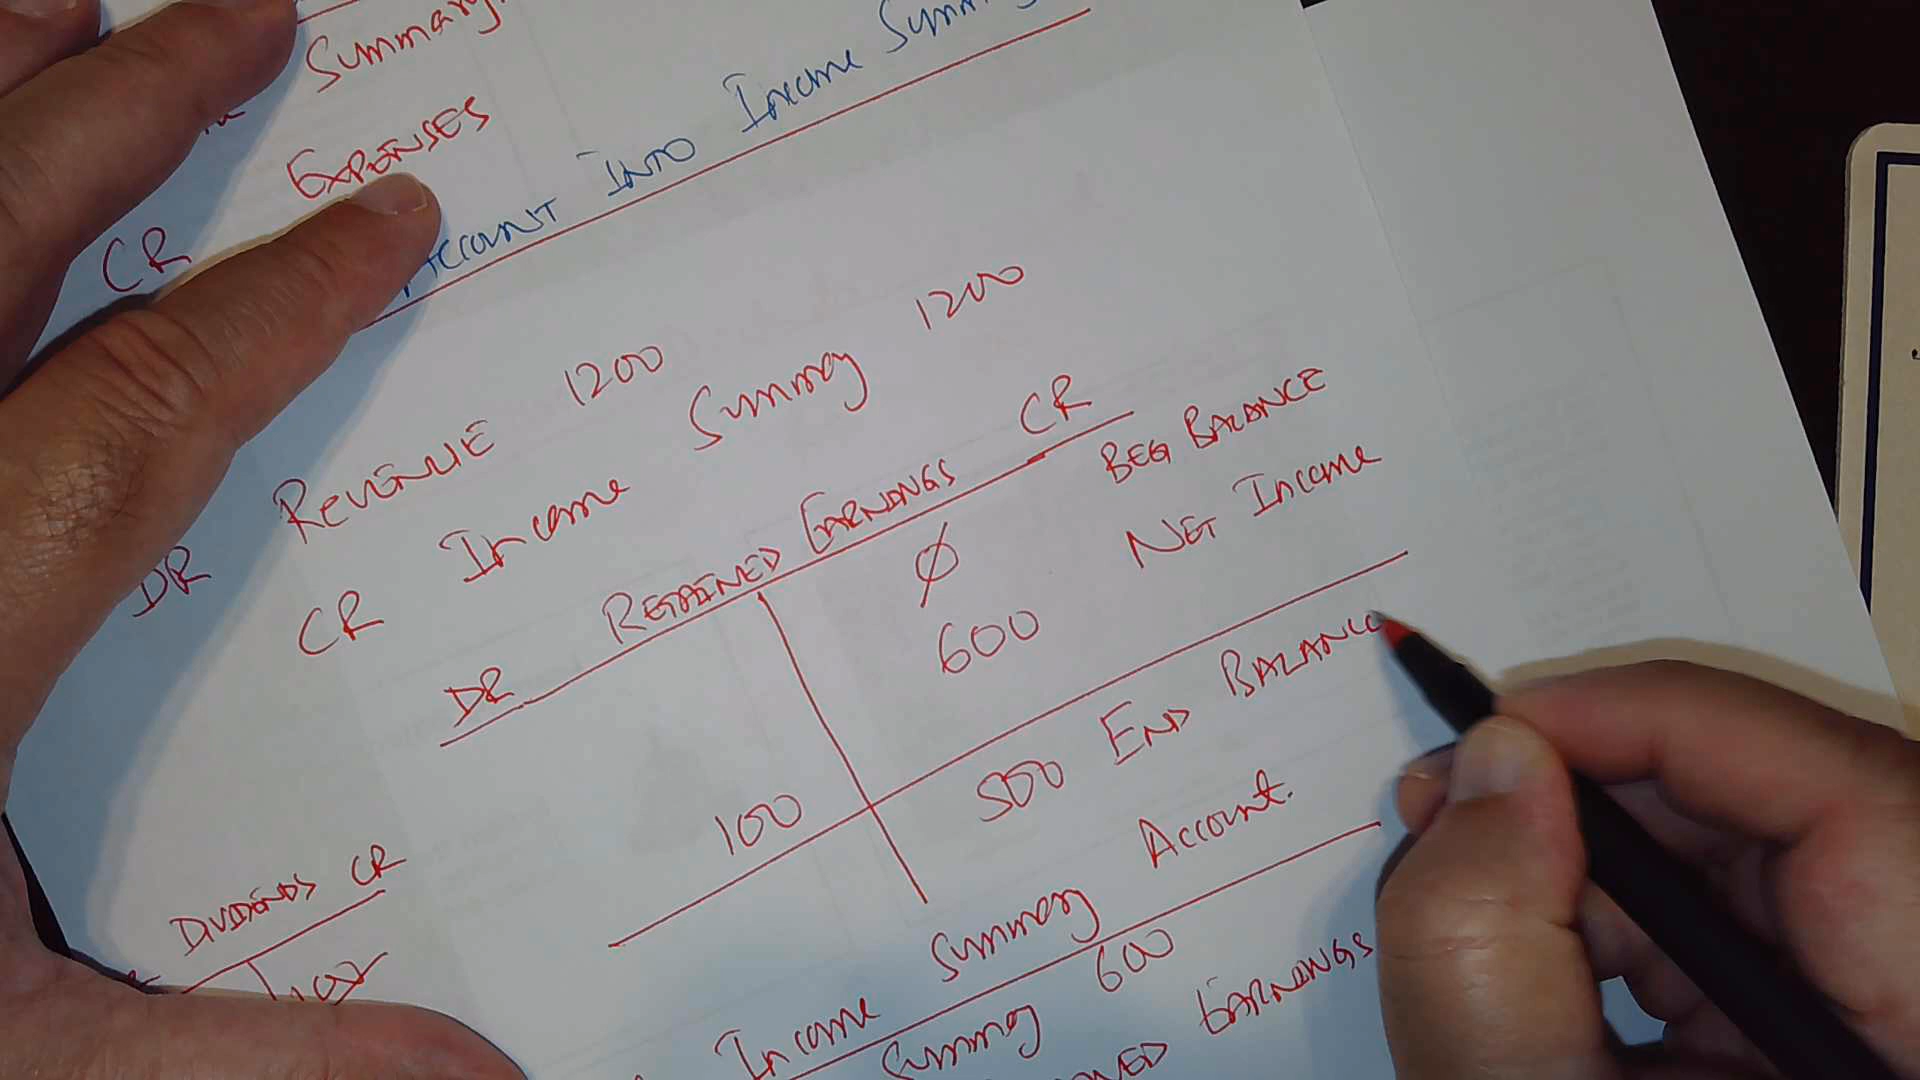 Summary
EXPENSES
CR
Account INTO Income Summary
DR REVENUE 1200
CR Income Summary 1200
DR RETAINED EARNINGS CR
Ø BEG BALANCE
600 NET Income
100
500 END BALANCE
DIVIDENDS CR
100
Income Summary Account.
Summary 600
EARNINGS